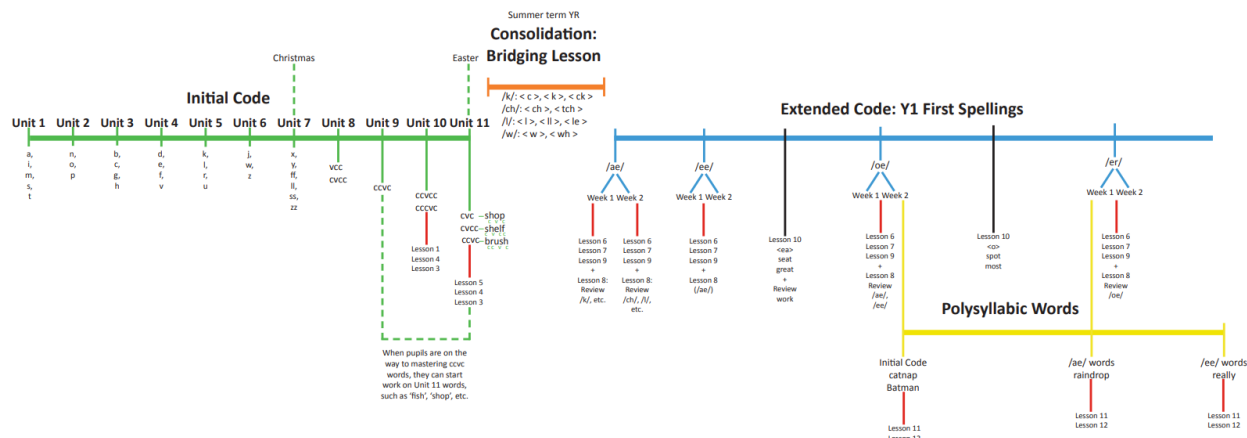 Summer term YR
Consolidation:
Bridging Lesson
Christmas
Easter
/k/: < c >, < k >, < ck >
/ch/: < ch >, < tch >
/l/: < l >, < ll >, < le >
/w/: < w >, < wh >
Initial Code
Unit 1 Unit 2 Unit 3 Unit 4 Unit 5 Unit 6 Unit 7 Unit 8 Unit 9 Unit 10 Unit 11
a,
i,
m,
s,
t
n,
o,
p
b,
c,
g,
h
d,
e,
f,
v
k,
l,
r,
u
j,
w,
z
x,
y,
ff,
ll,
ss,
zz
vcc
cvcc
ccvc
ccvcc
cccvc
Lesson 1
Lesson 4
Lesson 3
cvc shop
c v c
cvcc shelf
c v c c
ccvc brush
c c v c
Lesson 5
Lesson 4
Lesson 3
When pupils are on the
way to mastering ccvc
words, they can start
work on Unit 11 words,
such as ‘fish’, ‘shop’, etc.
Extended Code: Y1 First Spellings
/ae/
Week 1 Week 2
Lesson 6
Lesson 7
Lesson 9
+
Lesson 8:
Review
/k/, etc.
Lesson 6
Lesson 7
Lesson 9
+
Lesson 8:
Review
/ch/, /l/,
etc.
/ee/
Week 1 Week 2
Lesson 6
Lesson 7
Lesson 9
+
Lesson 8
(/ae/)
Lesson 10
<ea>
seat
great
+
Review
work
/oe/
Week 1 Week 2
Lesson 6
Lesson 7
Lesson 9
+
Lesson 8
Review
/ae/,
/ee/
Lesson 10
<o>
spot
most
/er/
Week 1 Week 2
Lesson 6
Lesson 7
Lesson 9
+
Lesson 8
Review
/oe/
Polysyllabic Words
Initial Code
catnap
Batman
Lesson 11
Lesson 12
/ae/ words
raindrop
Lesson 11
Lesson 12
/ee/ words
really
Lesson 11
Lesson 12